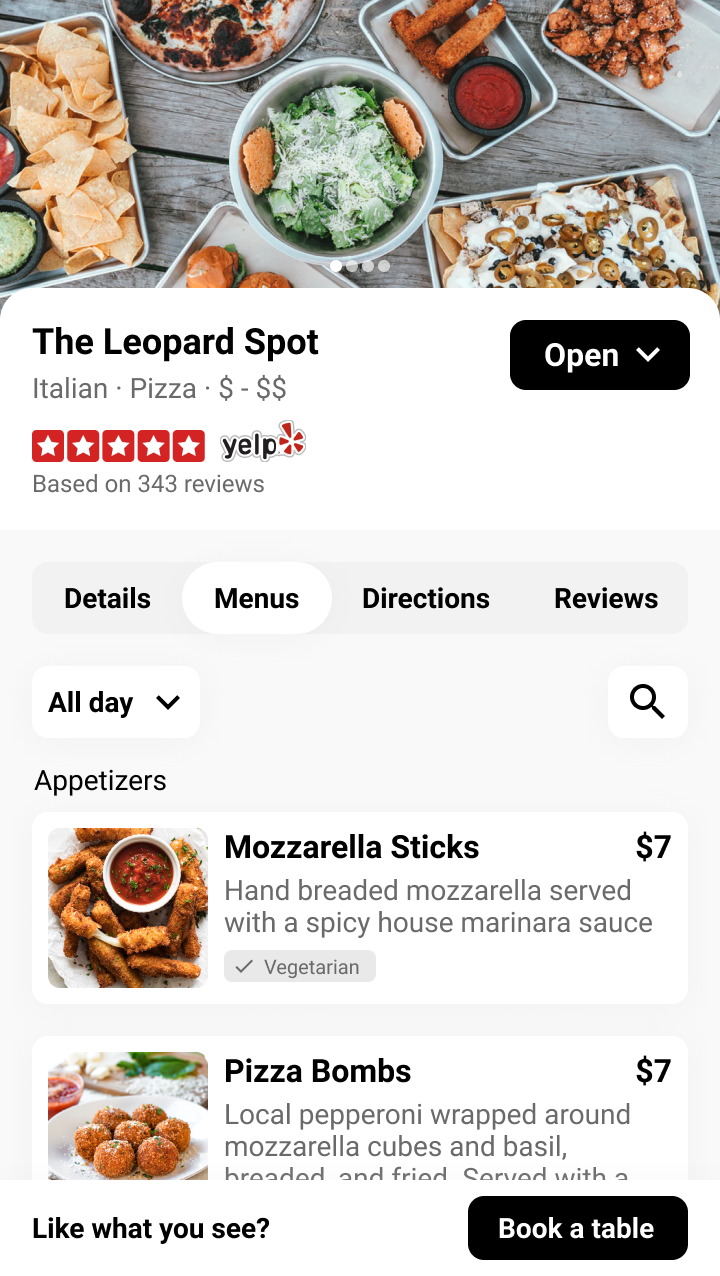 The Leopard Spot
Open
Italian · Pizza · $ - $$
yelp
Based on 343 reviews
Details
Menus
Directions
Reviews
All day
Appetizers
Mozzarella Sticks
$7
Hand breaded mozzarella served
with a spicy house marinara sauce
Vegetarian
Pizza Bombs
$7
Local pepperoni wrapped around
mozzarella cubes and basil,
breaded, and fried. Served with a
Like what you see?
Book a table